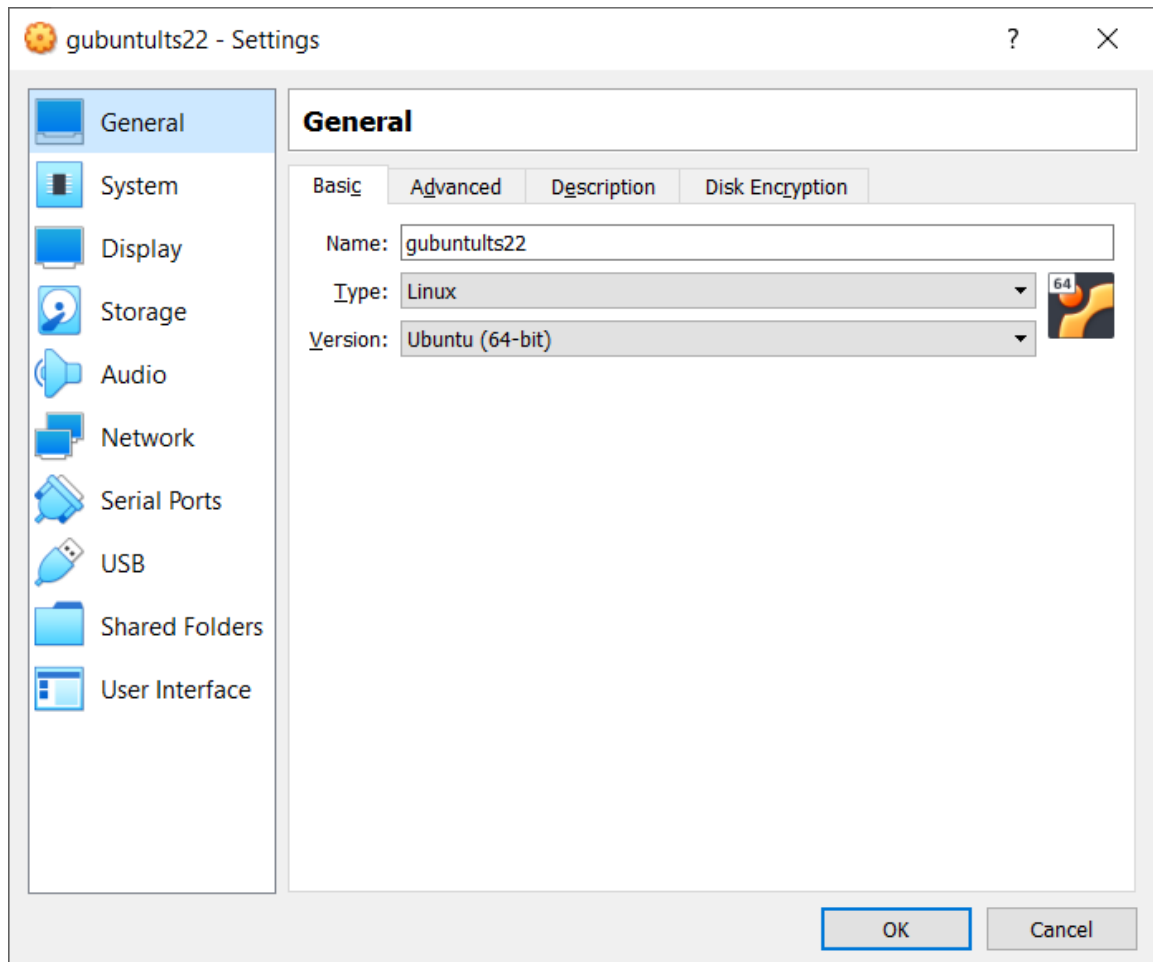 gubuntults22 - Settings
?
General
System
Display
Storage
Audio
Network
Serial Ports
USB
Shared Folders
User Interface
General
Basic Advanced Description Disk Encryption
Name: gubuntults22
Type: Linux
64
Version: Ubuntu (64-bit)
OK Cancel